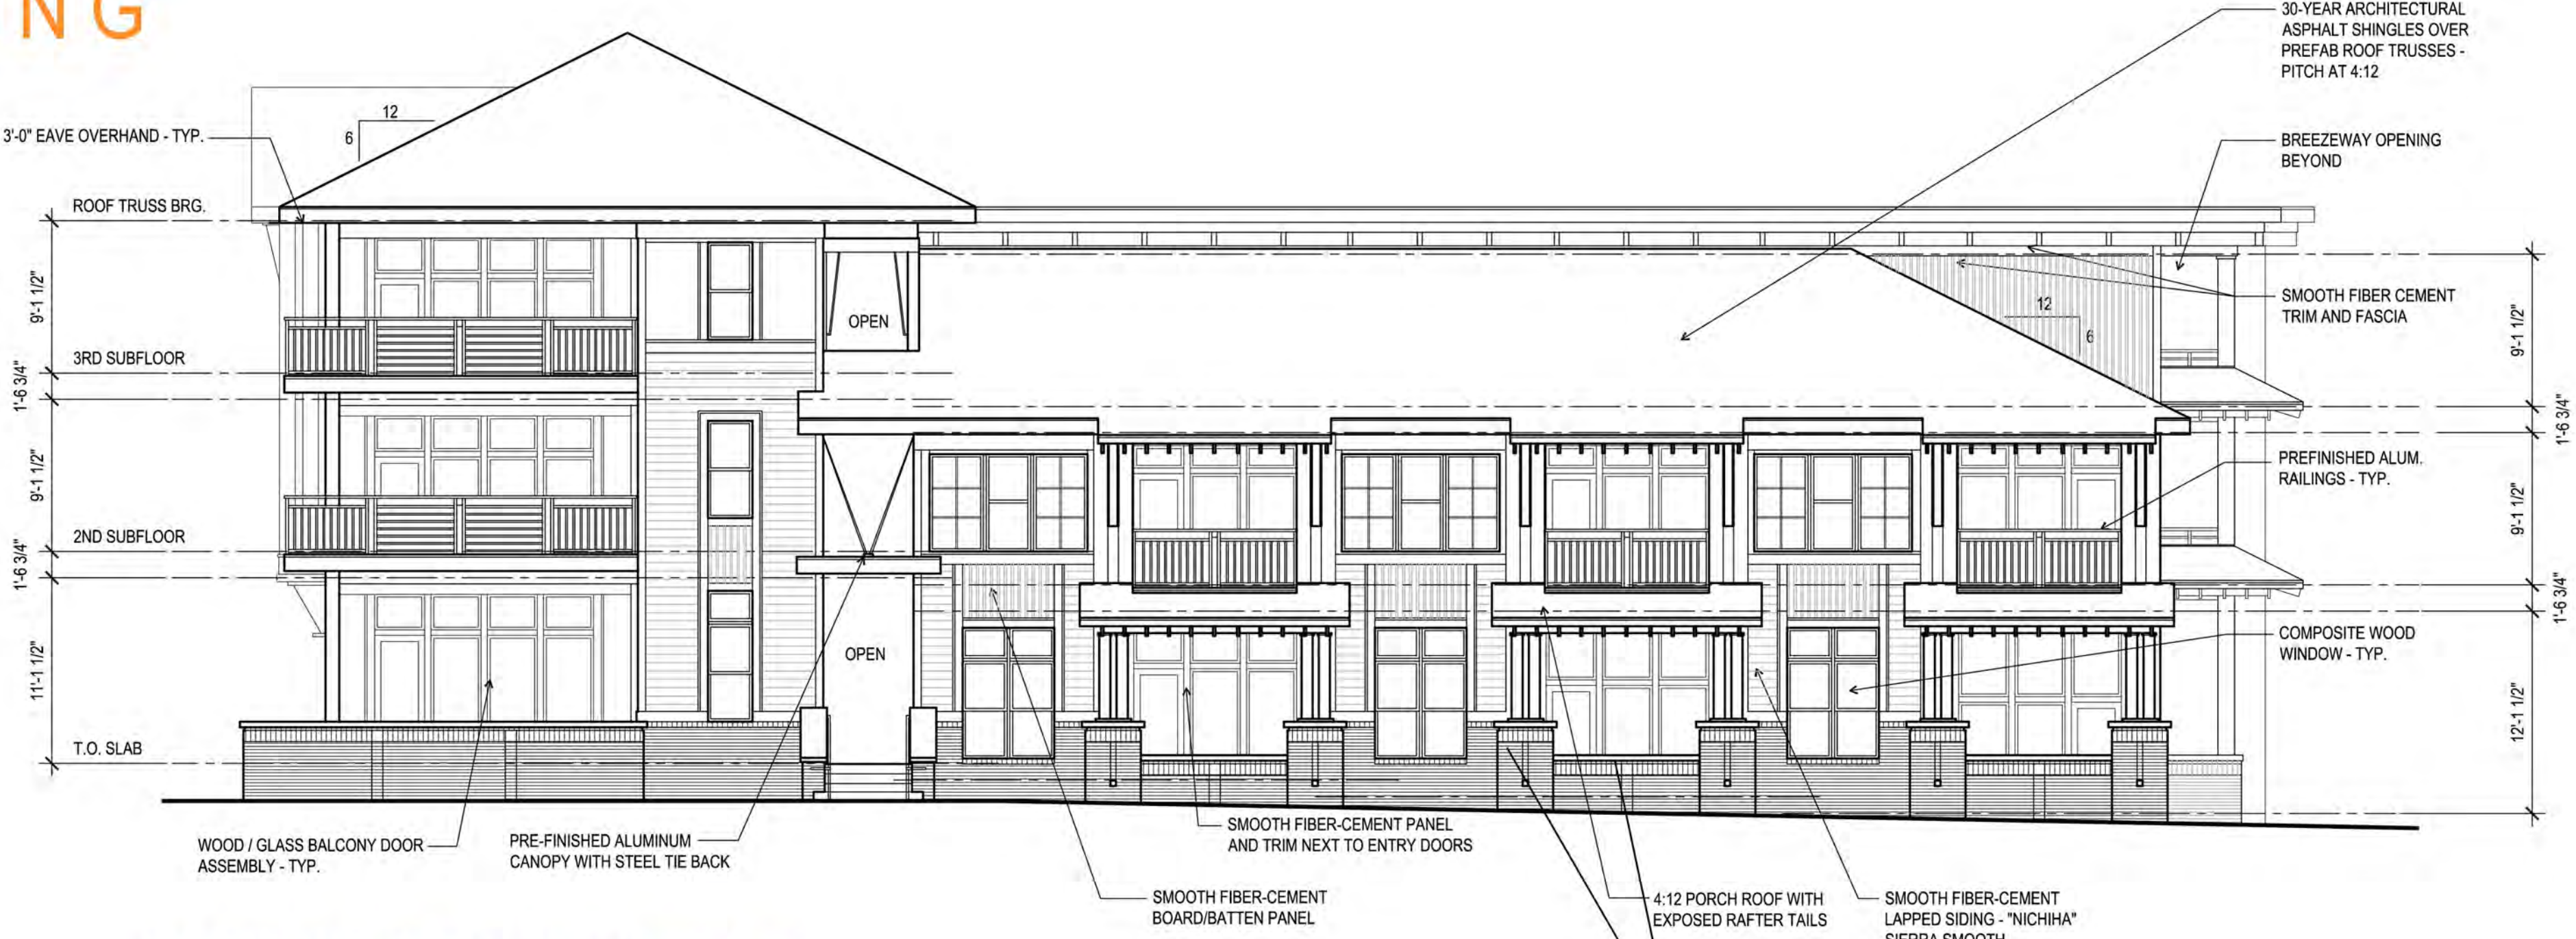 NG
30-YEAR ARCHITECTURAL
ASPHALT SHINGLES OVER
PREFAB ROOF TRUSSES -
PITCH AT 4:12
12
6
3'-0" EAVE OVERHAND - TYP.
BREEZEWAY OPENING
BEYOND
ROOF TRUSS BRG.
9'-1 1/2"
OPEN
12
6
SMOOTH FIBER CEMENT
TRIM AND FASCIA
9'-1 1/2"
3RD SUBFLOOR
1'-6 3/4"
1'-6 3/4"
9'-1 1/2"
PREFINISHED ALUM.
RAILINGS - TYP.
9'-1 1/2"
2ND SUBFLOOR
1'-6 3/4"
1'-6 3/4"
11'-1 1/2"
OPEN
COMPOSITE WOOD
WINDOW - TYP.
12'-1 1/2"
T.O. SLAB
WOOD / GLASS BALCONY DOOR
ASSEMBLY - TYP.
PRE-FINISHED ALUMINUM
CANOPY WITH STEEL TIE BACK
SMOOTH FIBER-CEMENT PANEL
AND TRIM NEXT TO ENTRY DOORS
SMOOTH FIBER-CEMENT
BOARD/BATTEN PANEL
4:12 PORCH ROOF WITH
EXPOSED RAFTER TAILS
SMOOTH FIBER-CEMENT
LAPPED SIDING - "NICHIHA"
SIERRA SMOOTH